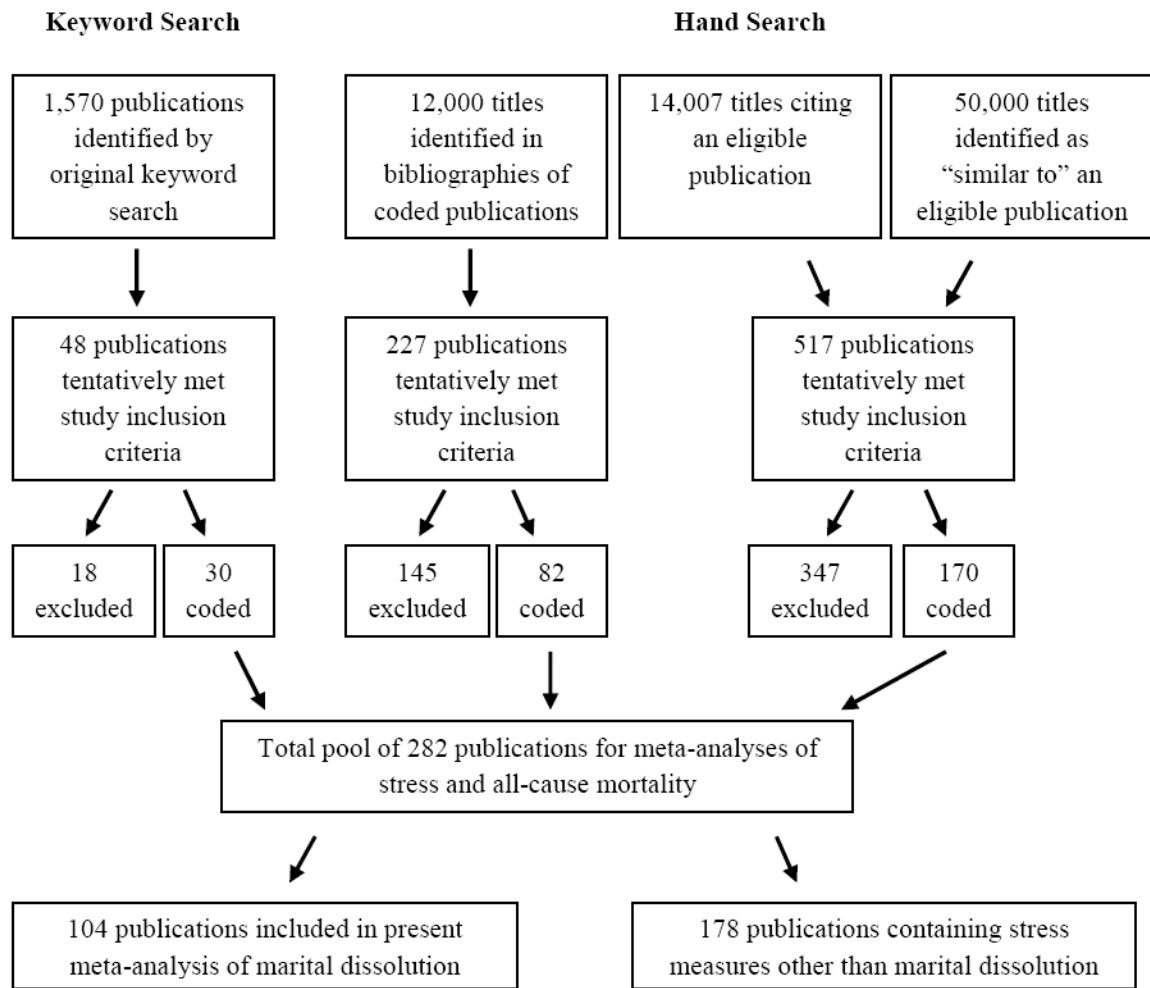 Keyword Search
Hand Search
1,570 publications
identified by
original keyword
search
12,000 titles
identified in
bibliographies of
coded publications
14,007 titles citing
an eligible
publication
50,000 titles
identified as
“similar to” an
eligible publication
48 publications
tentatively met
study inclusion
criteria
227 publications
tentatively met
study inclusion
criteria
517 publications
tentatively met
study inclusion
criteria
18
excluded
30
coded
145
excluded
82
coded
347
excluded
170
coded
Total pool of 282 publications for meta-analyses of
stress and all-cause mortality
104 publications included in present
meta-analysis of marital dissolution
178 publications containing stress
measures other than marital dissolution